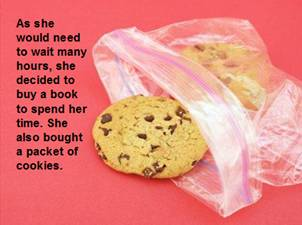 As she
would need
to wait many
hours, she
decided to
buy a book
to spend her
time. She
also bought
a packet of
cookies.